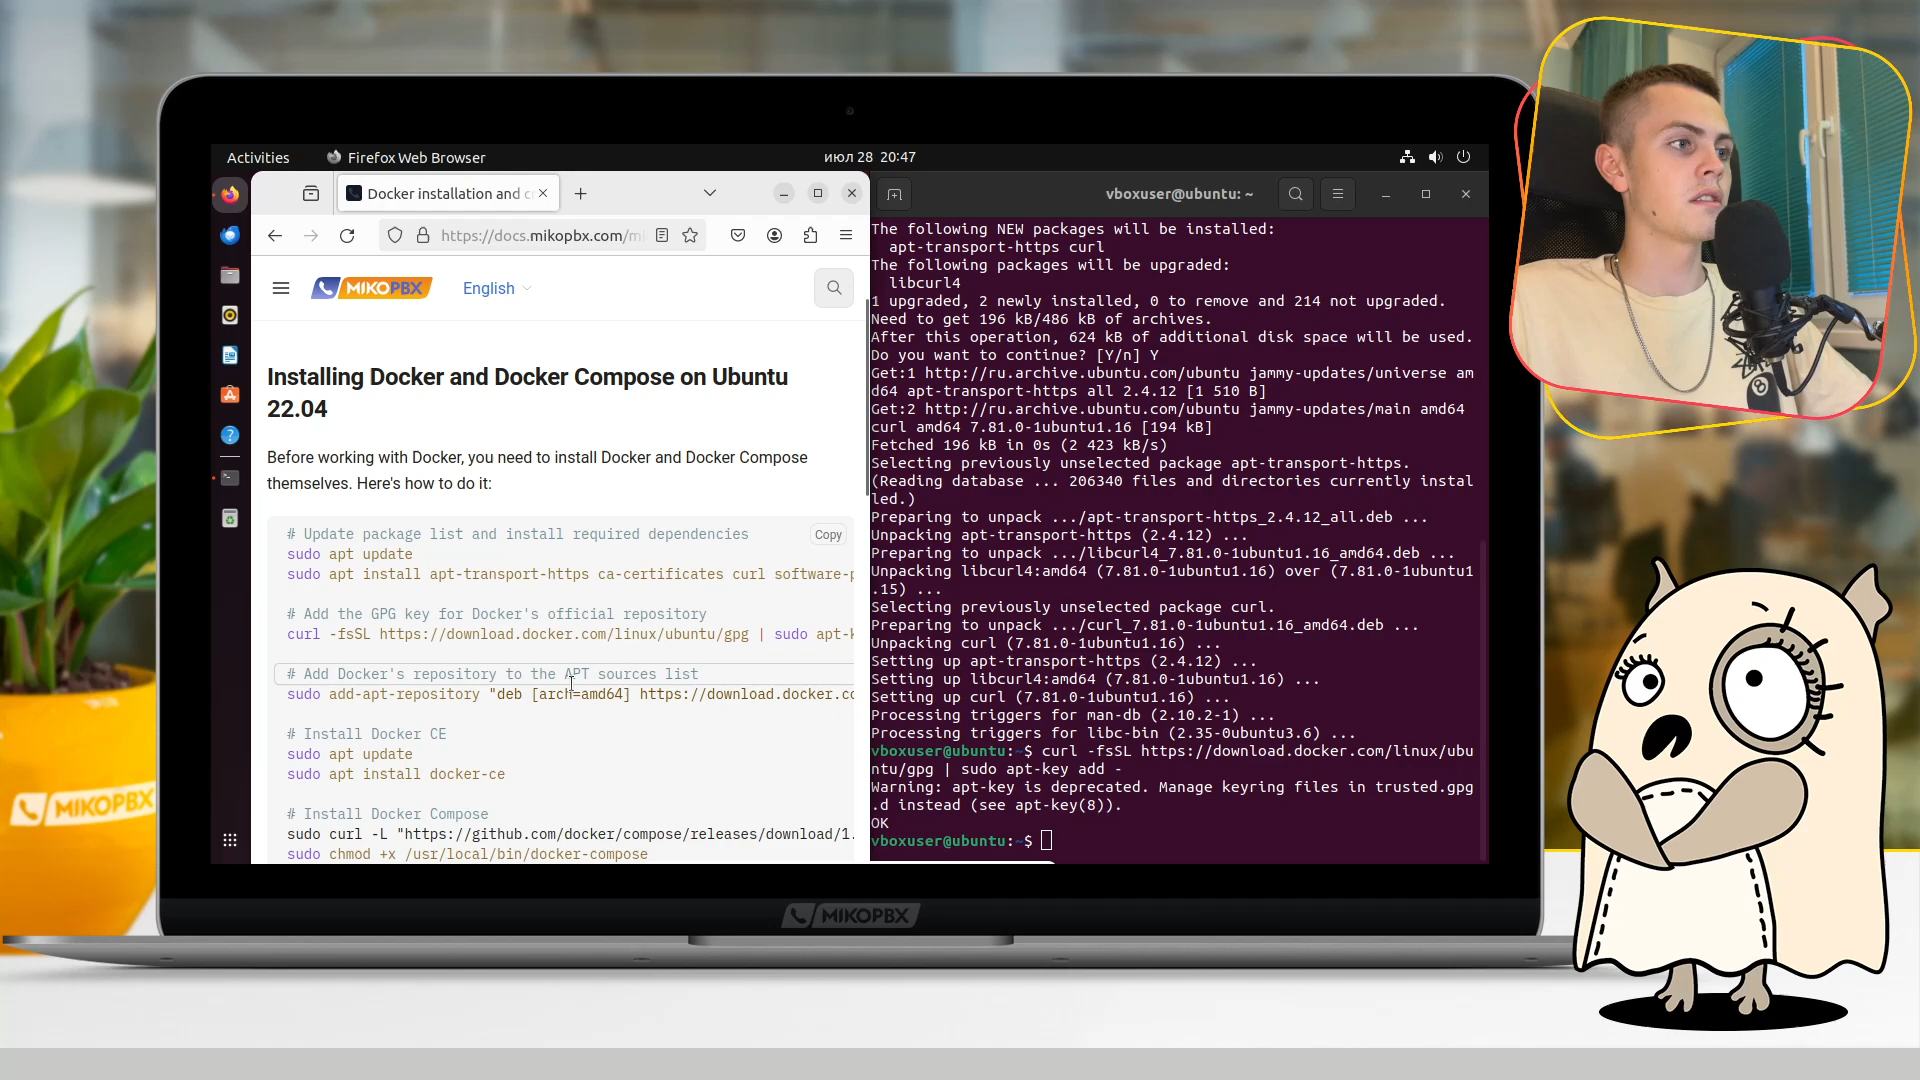 Activities
Firefox Web Browser
июл 28 20:47
Docker installation and c
https://docs.mikopbx.com/m
MIKOPBX
English
Installing Docker and Docker Compose on Ubuntu
22.04
Before working with Docker, you need to install Docker and Docker Compose
themselves. Here's how to do it:
Copy
# Update package list and install required dependencies
sudo apt update
sudo apt install apt-transport-https ca-certificates curl software-p
# Add the GPG key for Docker's official repository
curl -fsSL https://download.docker.com/linux/ubuntu/gpg | sudo apt-k
# Add Docker's repository to the APT sources list
sudo add-apt-repository "deb [arch=amd64] https://download.docker.co
# Install Docker CE
sudo apt update
sudo apt install docker-ce
# Install Docker Compose
sudo curl -L "https://github.com/docker/compose/releases/download/1.
sudo chmod +x /usr/local/bin/docker-compose
vboxuser@ubuntu: ~
The following NEW packages will be installed:
apt-transport-https curl
The following packages will be upgraded:
libcurl4
1 upgraded, 2 newly installed, 0 to remove and 214 not upgraded.
Need to get 196 kB/486 kB of archives.
After this operation, 624 kB of additional disk space will be used.
Do you want to continue? [Y/n] Y
Get:1 http://ru.archive.ubuntu.com/ubuntu jammy-updates/universe am
d64 apt-transport-https all 2.4.12 [1 510 B]
Get:2 http://ru.archive.ubuntu.com/ubuntu jammy-updates/main amd64
curl amd64 7.81.0-1ubuntu1.16 [194 kB]
Fetched 196 kB in 0s (2 423 kB/s)
Selecting previously unselected package apt-transport-https.
(Reading database ... 206340 files and directories currently instal
led.)
Preparing to unpack .../apt-transport-https_2.4.12_all.deb ...
Unpacking apt-transport-https (2.4.12) ...
Preparing to unpack .../libcurl4_7.81.0-1ubuntu1.16_amd64.deb ...
Unpacking libcurl4:amd64 (7.81.0-1ubuntu1.16) over (7.81.0-1ubuntu1
.15) ...
Selecting previously unselected package curl.
Preparing to unpack .../curl_7.81.0-1ubuntu1.16_amd64.deb ...
Unpacking curl (7.81.0-1ubuntu1.16) ...
Setting up apt-transport-https (2.4.12) ...
Setting up libcurl4:amd64 (7.81.0-1ubuntu1.16) ...
Setting up curl (7.81.0-1ubuntu1.16) ...
Processing triggers for man-db (2.10.2-1) ...
Processing triggers for libc-bin (2.35-0ubuntu3.6) ...
vboxuser@ubuntu:~$ curl -fsSL https://download.docker.com/linux/ubu
ntu/gpg | sudo apt-key add -
Warning: apt-key is deprecated. Manage keyring files in trusted.gpg
.d instead (see apt-key(8)).
OK
vboxuser@ubuntu:~$
MIKOPBX
MIKOPBX
8